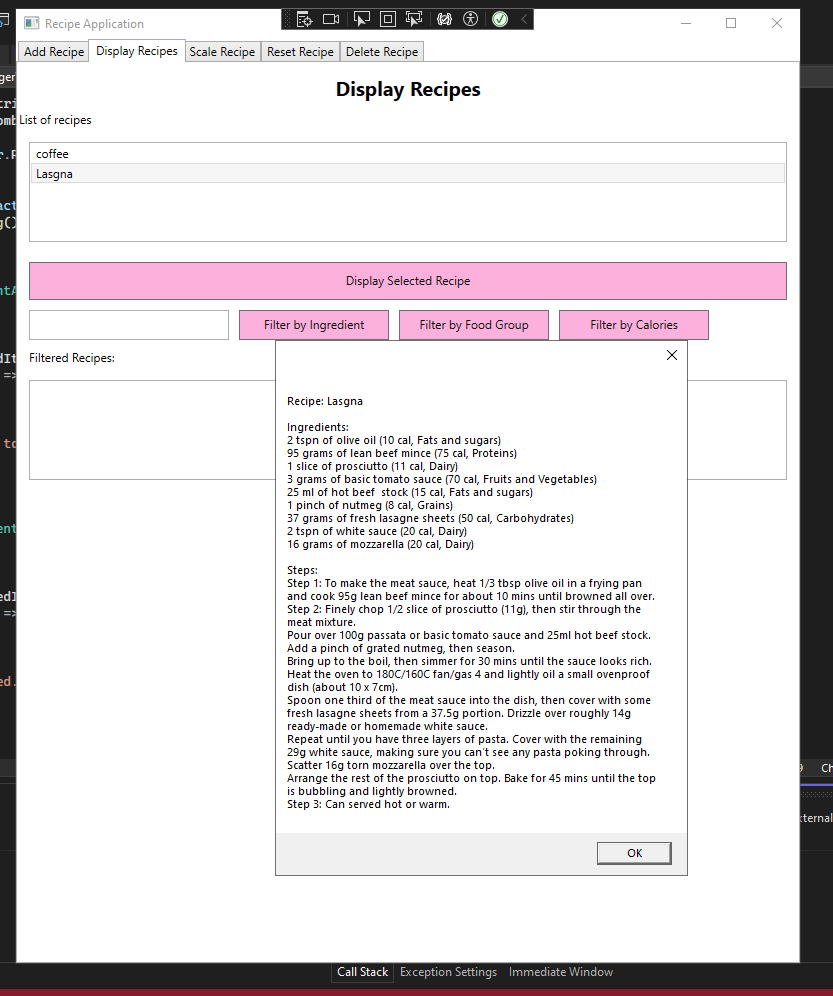 Recipe Application
Add Recipe Display Recipes Scale Recipe Reset Recipe Delete Recipe
Display Recipes
List of recipes
coffee
Lasgna
Display Selected Recipe
Filter by Ingredient Filter by Food Group Filter by Calories
Filtered Recipes:
Recipe: Lasgna
Ingredients:
2 tspn of olive oil (10 cal, Fats and sugars)
95 grams of lean beef mince (75 cal, Proteins)
1 slice of prosciutto (11 cal, Dairy)
3 grams of basic tomato sauce (70 cal, Fruits and Vegetables)
25 ml of hot beef  stock (15 cal, Fats and sugars)
1 pinch of nutmeg (8 cal, Grains)
37 grams of fresh lasagne sheets (50 cal, Carbohydrates)
2 tspn of white sauce (20 cal, Dairy)
16 grams of mozzarella (20 cal, Dairy)
Steps:
Step 1: To make the meat sauce, heat 1/3 tbsp olive oil in a frying pan
and cook 95g lean beef mince for about 10 mins until browned all over.
Step 2: Finely chop 1/2 slice of prosciutto (11g), then stir through the
meat mixture.
Pour over 100g passata or basic tomato sauce and 25ml hot beef stock.
Add a pinch of grated nutmeg, then season.
Bring up to the boil, then simmer for 30 mins until the sauce looks rich.
Heat the oven to 180C/160C fan/gas 4 and lightly oil a small ovenproof
dish (about 10 x 7cm).
Spoon one third of the meat sauce into the dish, then cover with some
fresh lasagne sheets from a 37.5g portion. Drizzle over roughly 14g
ready-made or homemade white sauce.
Repeat until you have three layers of pasta. Cover with the remaining
29g white sauce, making sure you can't see any pasta poking through.
Scatter 16g torn mozzarella over the top.
Arrange the rest of the prosciutto on top. Bake for 45 mins until the top
is bubbling and lightly browned.
Step 3: Can served hot or warm.
OK
Call Stack Exception Settings Immediate Window